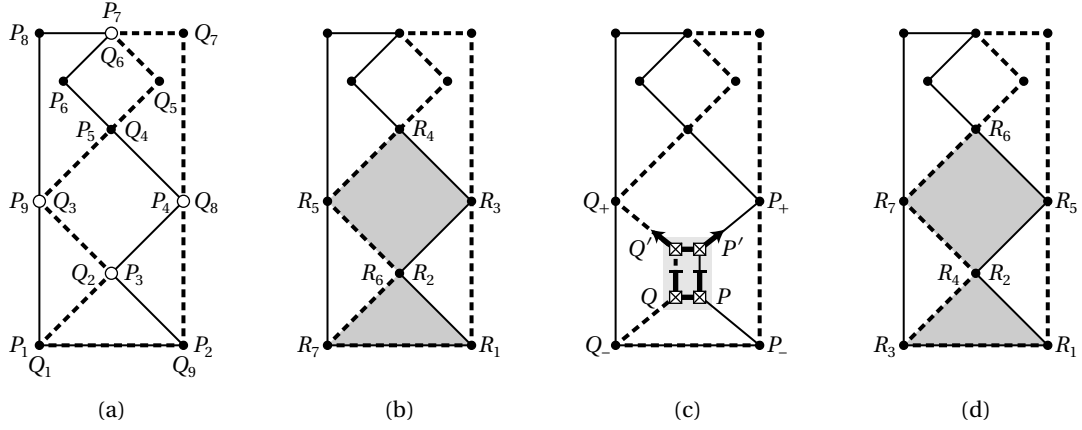 P₇
P₈ Q₇
Q₆
P₆ Q₅
P₅ Q₄ R₄ R₆
P₉ Q₃ P₄ Q₈ R₅ R₃ Q₊ P₊ R₇ R₅
Q′ P′
Q₂ P₃ R₆ R₂ R₄ R₂
Q P
P₁ P₂ R₇ R₁ Q₋ P₋ R₃ R₁
Q₁ Q₉
(a) (b) (c) (d)